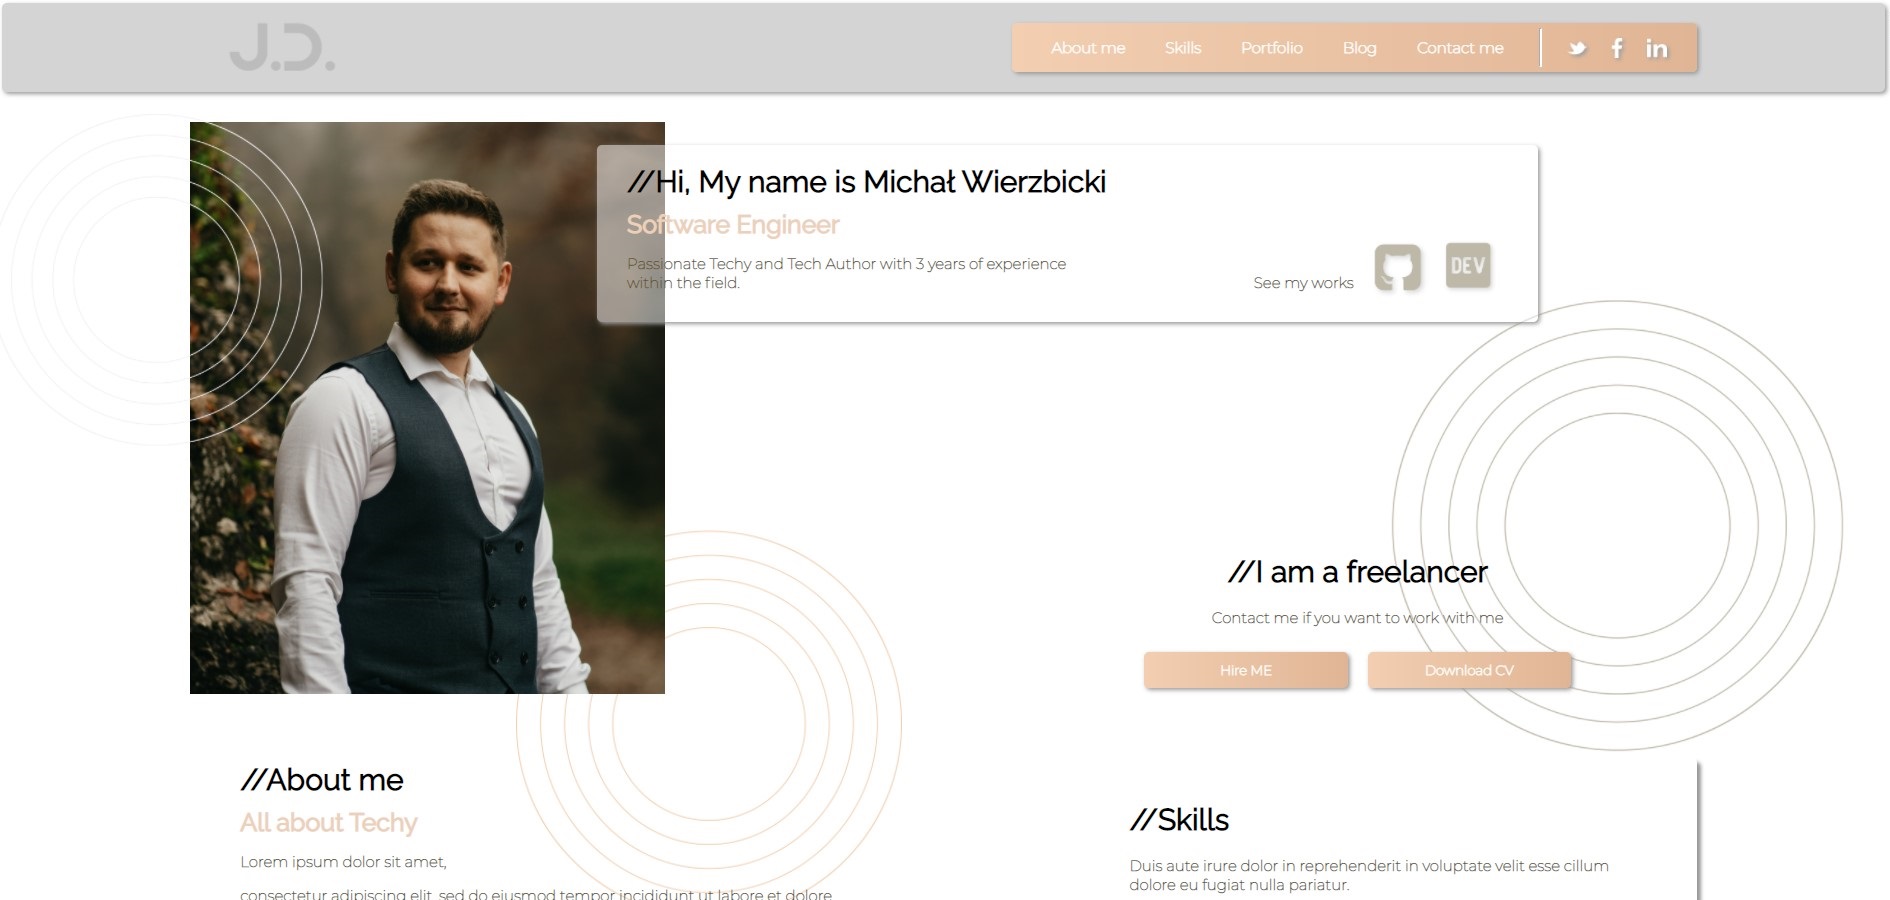 J.D.
About me Skills Portfolio Blog Contact me
//Hi, My name is Michał Wierzbicki
Software Engineer
Passionate Techy and Tech Author with 3 years of experience
within the field.
See my works
DEV
//I am a freelancer
Contact me if you want to work with me
Hire ME
Download CV
//About me
All about Techy
Lorem ipsum dolor sit amet,
consectetur adipiscing elit, sed do eiusmod tempor incididunt ut labore et dolore
//Skills
Duis aute irure dolor in reprehenderit in voluptate velit esse cillum
dolore eu fugiat nulla pariatur.